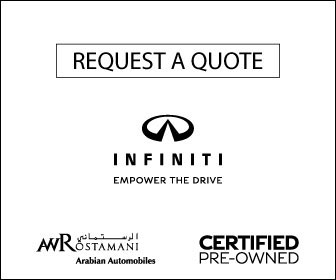 REQUEST A QUOTE
INFINITI
EMPOWER THE DRIVE
الرستماني
AWROSTAMANI
Arabian Automobiles
CERTIFIED
PRE-OWNED